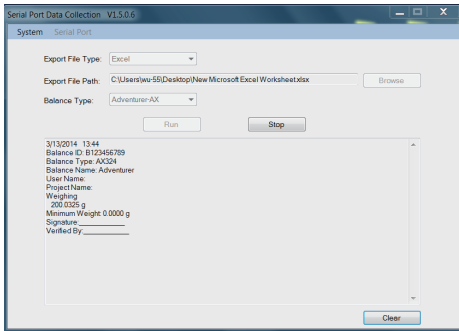 Serial Port Data Collection V1.5.0.6
System Serial Port
Export File Type: Excel
Export File Path: C:\Users\wu-55\Desktop\New Microsoft Excel Worksheet.xlsx
Browse
Balance Type: Adventurer-AX
Run Stop
3/13/2014 13:44
Balance ID: B123456789
Balance Type: AX324
Balance Name: Adventurer
User Name:
Project Name:
Weighing
200.0325 g
Minimum Weight: 0.0000 g
Signature:____________
Verified By:____________
Clear